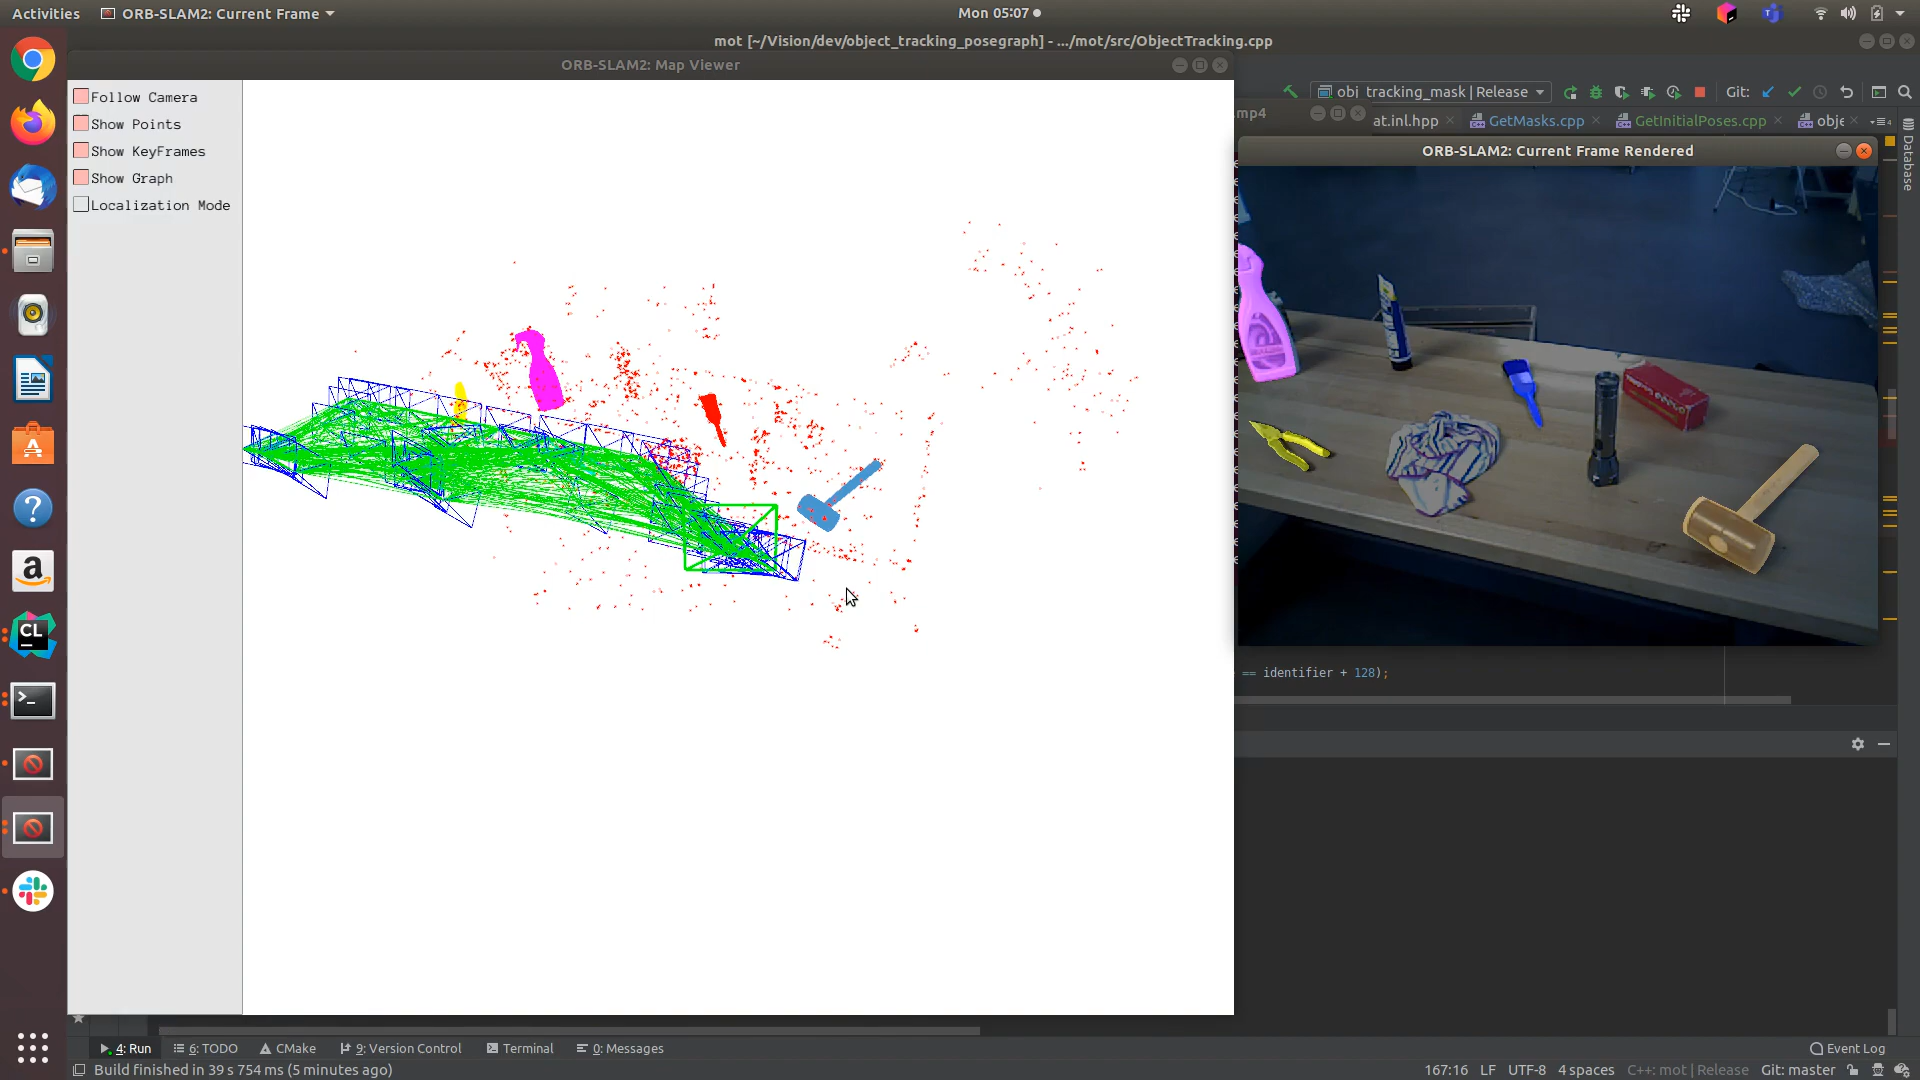 Activities
ORB-SLAM2: Current Frame
Mon 05:07
mot [~/Vision/dev/object_tracking_posegraph] - .../mot/src/ObjectTracking.cpp
ORB-SLAM2: Map Viewer
Follow Camera
Show Points
Show KeyFrames
Show Graph
Localization Mode
obj_tracking_mask | Release
Git:
.mp4
at.inl.hpp
GetMasks.cpp
GetInitialPoses.cpp
obje
Database
ORB-SLAM2: Current Frame Rendered
== identifier + 128);
CL
a
4: Run
6: TODO
CMake
9: Version Control
Terminal
0: Messages
Event Log
Build finished in 39 s 754 ms (5 minutes ago)
167:16
LF
UTF-8
4 spaces
C++: mot | Release
Git: master